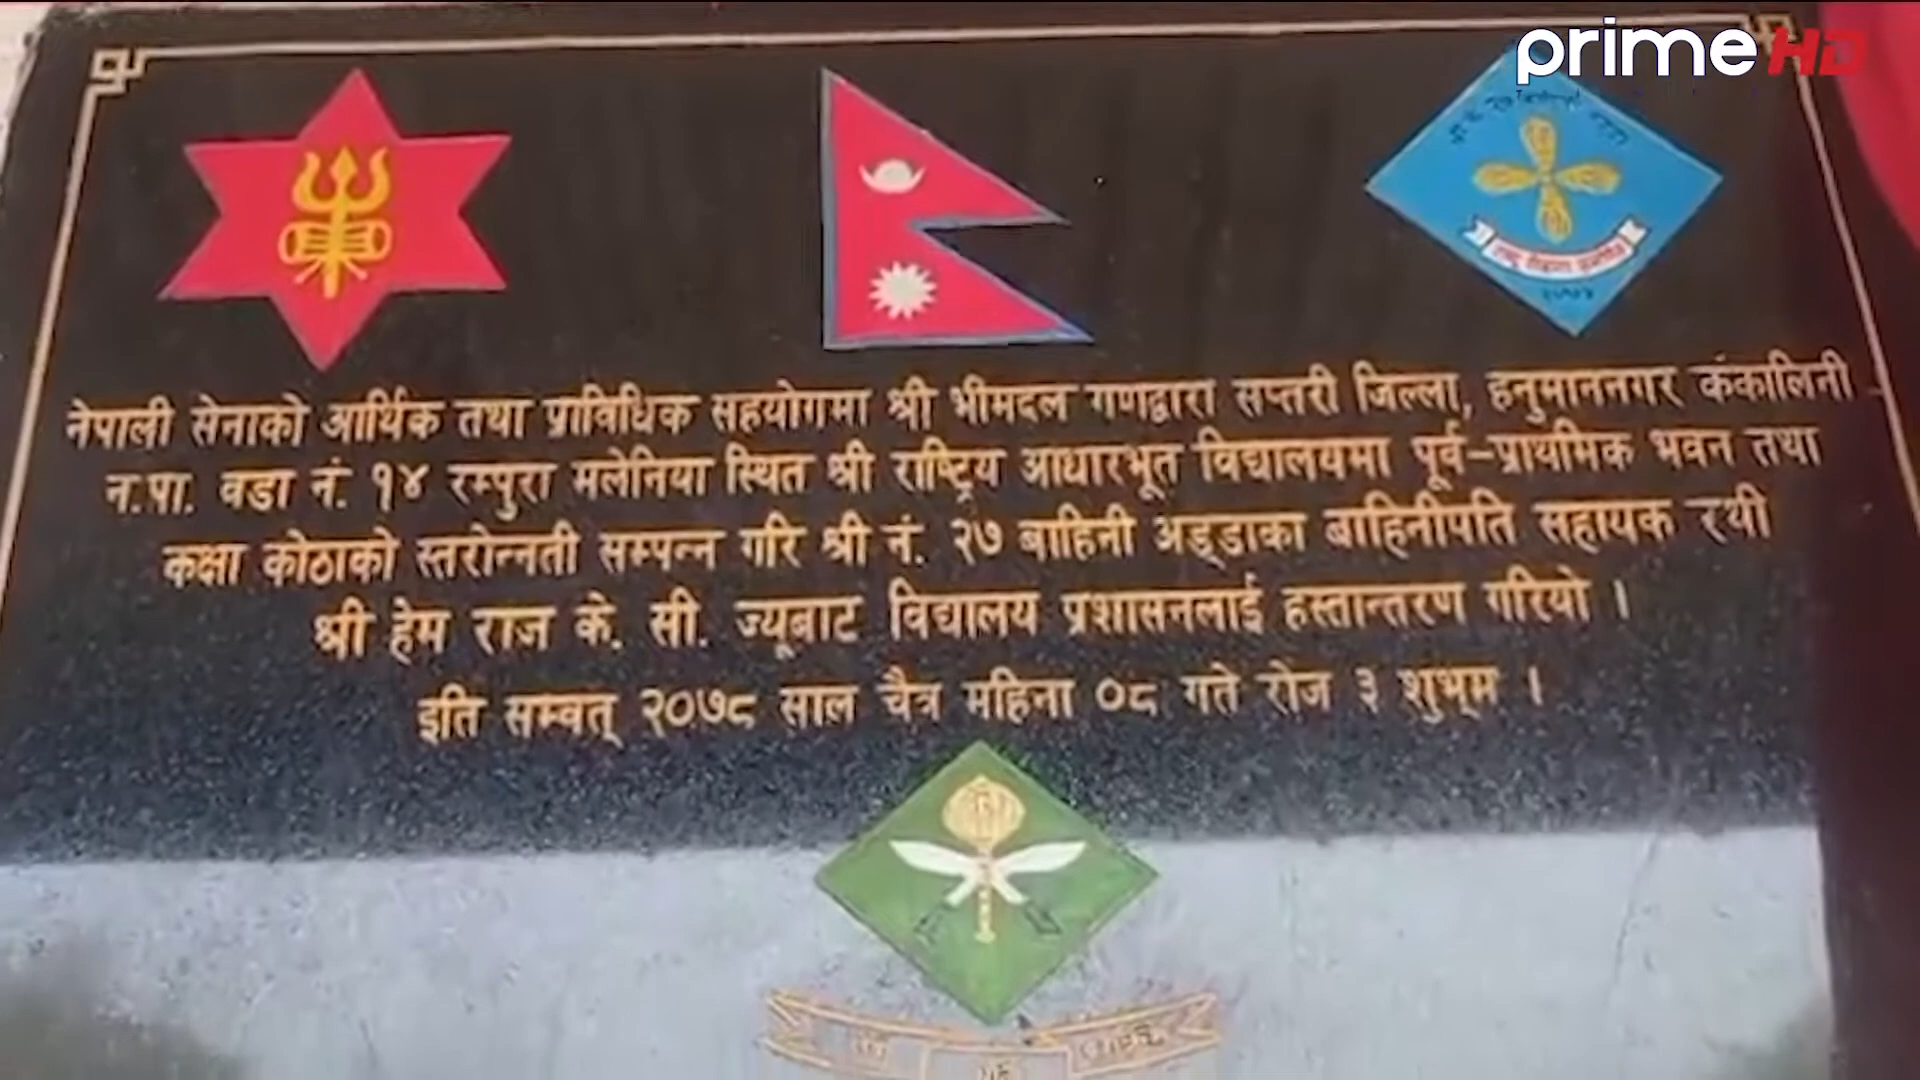 prime HD
नेपाली सेनाको आर्थिक तथा प्राविधिक सहयोगमा श्री भीमदल गणद्वारा सप्तरी जिल्ला, हनुमाननगर कंकालिनी
न.पा. वडा नं. १४ रम्पुरा मलेनिया स्थित श्री राष्ट्रिय आधारभूत विद्यालयमा पूर्व-प्राथमिक भवन तथा
कक्षा कोठाको स्तरोन्नती सम्पन्न गरि श्री नं. २७ बाहिनी अड्डाका बाहिनीपति सहायक रथी
श्री हेम राज के. सी. ज्यूबाट विद्यालय प्रशासनलाई हस्तान्तरण गरियो ।
इति सम्वत् २०७८ साल चैत्र महिना ०८ गते रोज ३ शुभ्म ।